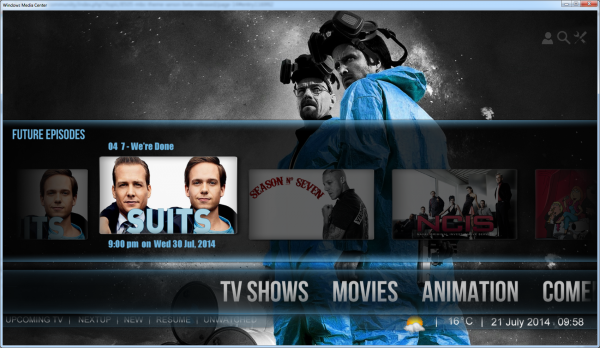 Windows Media Center
FUTURE EPISODES
04 7 - We're Done
ITS
SUITS
SEASON N° SEVEN
NCIS
9:00 pm on Wed 30 Jul, 2014
TV SHOWS MOVIES ANIMATION COME
UPCOMING TV | NEXTUP | NEW | RESUME | UNWATCHED
| 16°C | 21 July 2014 09:58